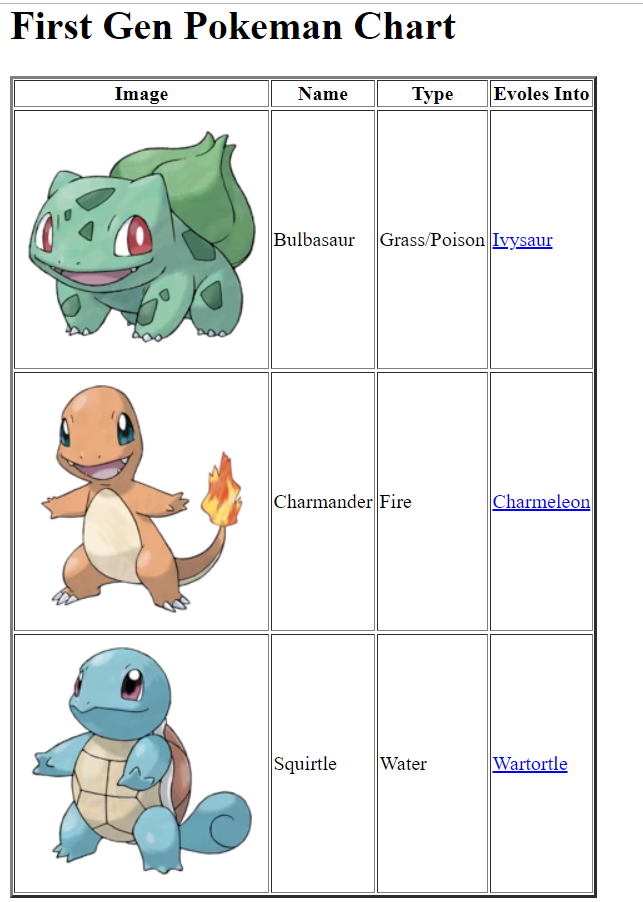 First Gen Pokeman Chart
Image Name Type Evoles Into
Bulbasaur Grass/Poison Ivysaur
Charmander Fire Charmeleon
Squirtle Water Wartortle